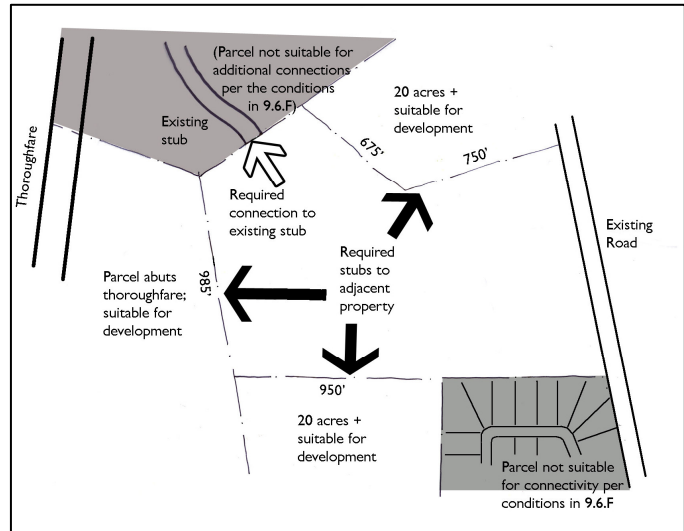 (Parcel not suitable for
additional connections
per the conditions
in 9.6.F)
Existing
stub
Thoroughfare
20 acres +
suitable for
development
675’
750’
Required
connection to
existing stub
Existing
Road
Required
stubs to
adjacent
property
Parcel abuts
thoroughfare;
suitable for
development
985’
950’
20 acres +
suitable for
development
Parcel not suitable
for connectivity per
conditions in 9.6.F